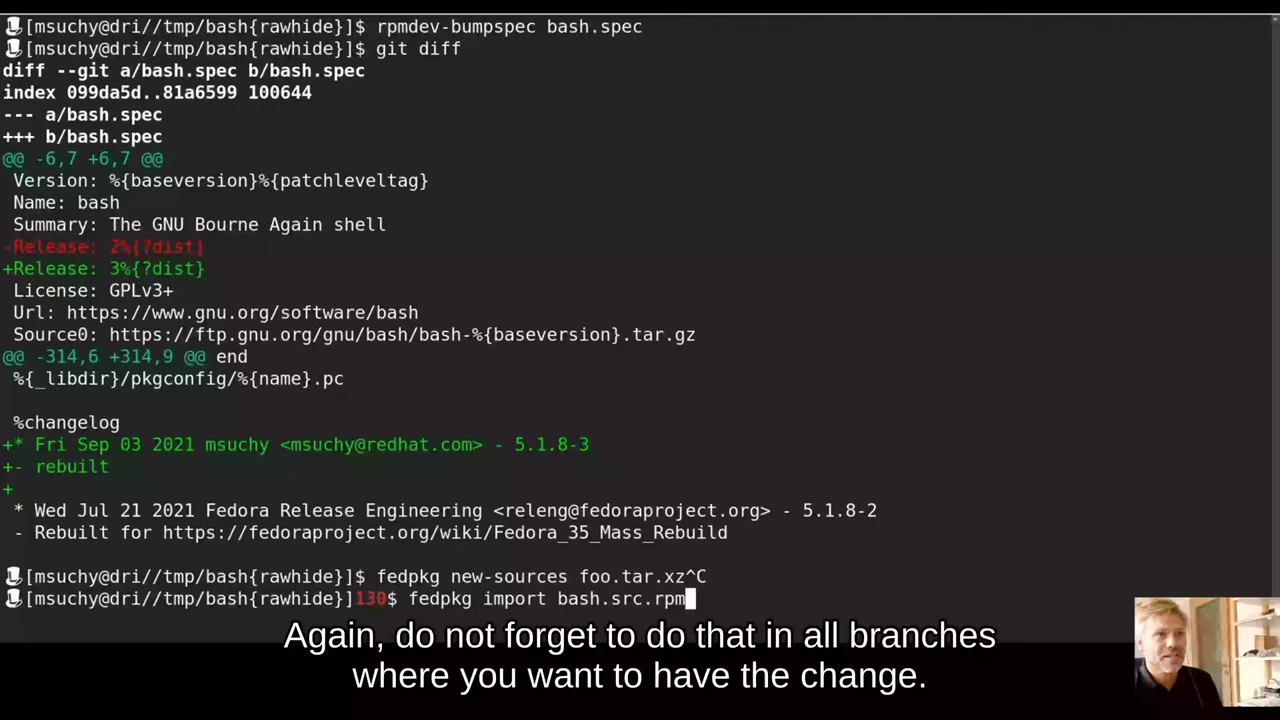 [msuchy@dri//tmp/bash{rawhide}]$ rpmdev-bumpspec bash.spec
[msuchy@dri//tmp/bash{rawhide}]$ git diff
diff --git a/bash.spec b/bash.spec
index 099da5d..81a6599 100644
--- a/bash.spec
+++ b/bash.spec
@@ -6,7 +6,7 @@
Version: %{baseversion}%{patchleveltag}
Name: bash
Summary: The GNU Bourne Again shell
-Release: 2%{?dist}
+Release: 3%{?dist}
License: GPLv3+
Url: https://www.gnu.org/software/bash
Source0: https://ftp.gnu.org/gnu/bash/bash-%{baseversion}.tar.gz
@@ -314,6 +314,9 @@ end
%{_libdir}/pkgconfig/%{name}.pc
%changelog
+* Fri Sep 03 2021 msuchy <msuchy@redhat.com> - 5.1.8-3
+- rebuilt
+
* Wed Jul 21 2021 Fedora Release Engineering <releng@fedoraproject.org> - 5.1.8-2
- Rebuilt for https://fedoraproject.org/wiki/Fedora_35_Mass_Rebuild
[msuchy@dri//tmp/bash{rawhide}]$ fedpkg new-sources foo.tar.xz^C
[msuchy@dri//tmp/bash{rawhide}]130$ fedpkg import bash.src.rpm
Again, do not forget to do that in all branches
where you want to have the change.